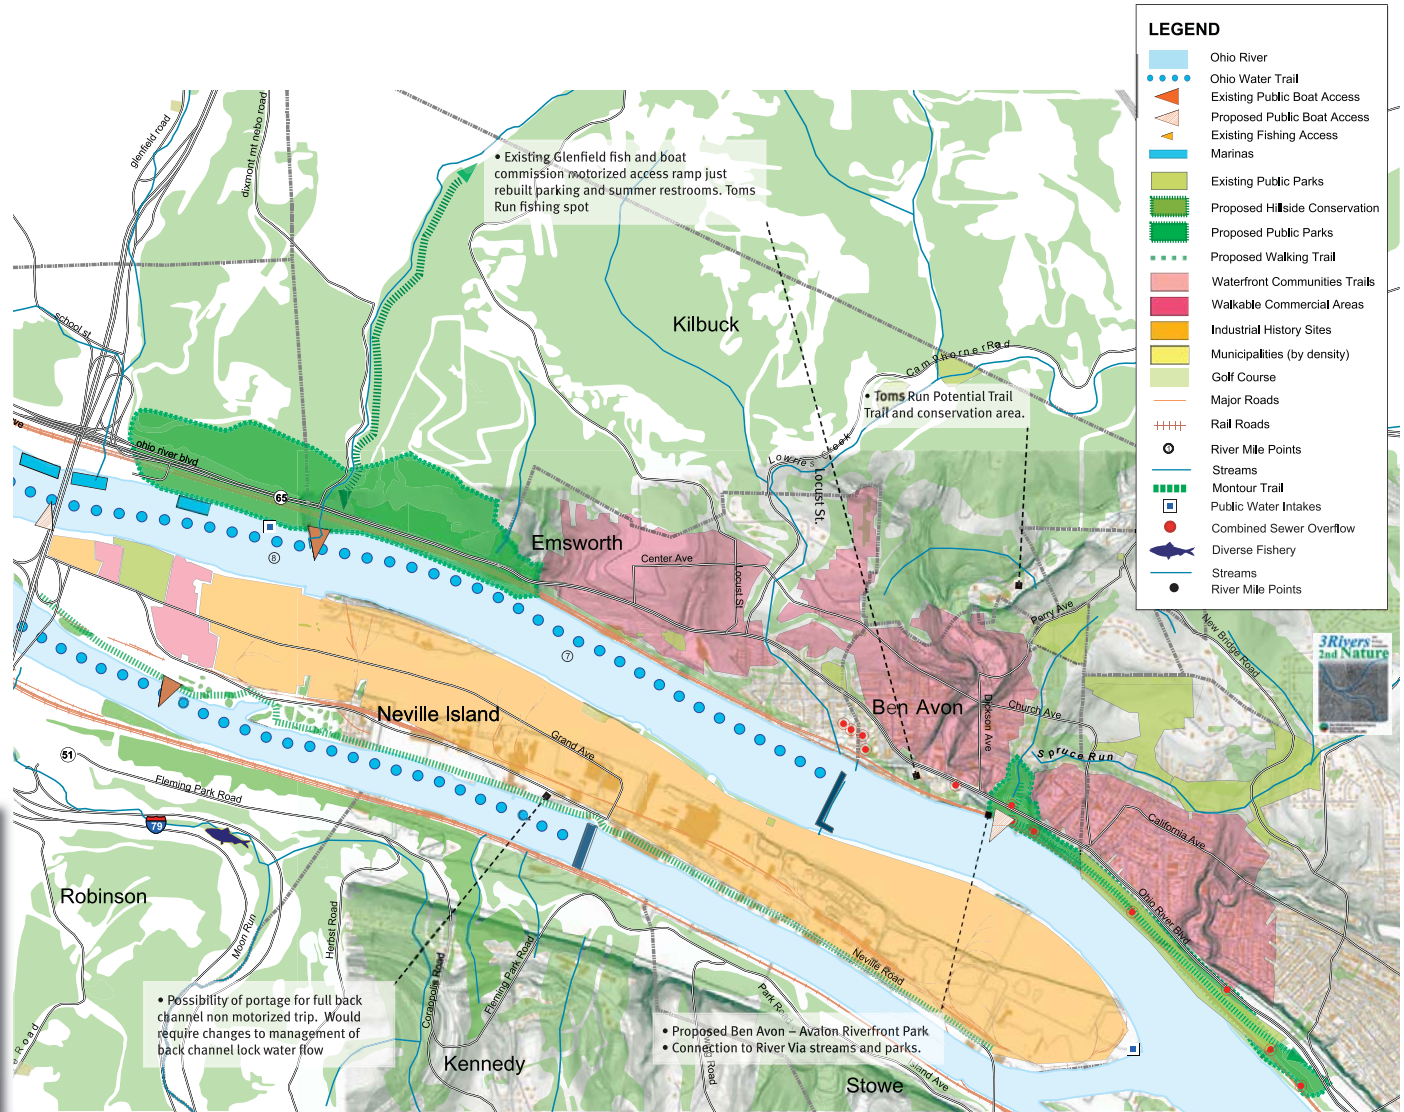 LEGEND
Ohio River
Ohio Water Trail
Existing Public Boat Access
Proposed Public Boat Access
Existing Fishing Access
Marinas
Existing Public Parks
Proposed Hillside Conservation
Proposed Public Parks
Proposed Walking Trail
Waterfront Communities Trails
Walkable Commercial Areas
Industrial History Sites
Municipalities (by density)
Golf Course
Major Roads
Rail Roads
River Mile Points
Streams
Montour Trail
Public Water Intakes
Combined Sewer Overflow
Diverse Fishery
Streams
River Mile Points
glenfield road
dixmont mt nebo road
• Existing Glenfield fish and boat
commission motorized access ramp just
rebuilt parking and summer restrooms. Toms
Run fishing spot
school st.
Kilbuck
Camp horne Road
• Toms Run Potential Trail
Trail and conservation area.
ve
ohio river blvd
65
Lowries Creek
Locust St.
Emsworth
Center Ave
Locust St
8
7
Perry Ave
New Bridge Road
3Rivers
2nd Nature
Neville Island
Ben Avon
Dickson Ave
Church Ave
Spruce Run
Grand Ave
51
Fleming Park Road
79
California Ave
Robinson
Moon Run
Herbst Road
Coraopolis Road
Fleming Park Road
Ohio River Blvd
Neville Road
• Possibility of portage for full back
channel non motorized trip. Would
require changes to management of
back channel lock water flow
Park Road
• Proposed Ben Avon – Avalon Riverfront Park
• Connection to River Via streams and parks.
Road
Kennedy
Road
Island Ave
Stowe